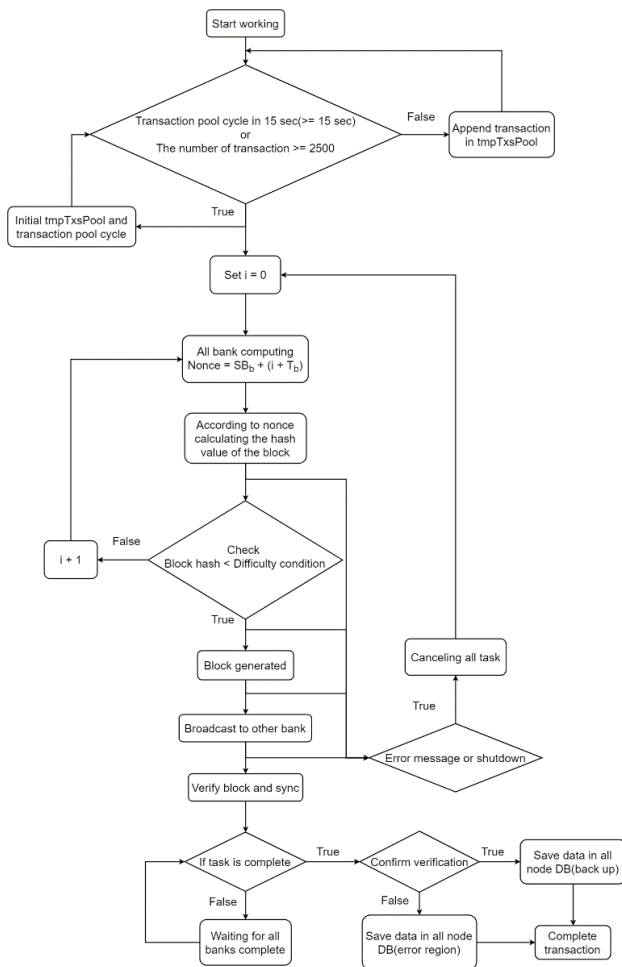 Start working
Transaction pool cycle in 15 sec(>= 15 sec)
or
The number of transaction >= 2500
False
Append transaction
in tmpTxsPool
True
Initial tmpTxsPool and
transaction pool cycle
Set i = 0
All bank computing
Nonce = SB_b + (i + T_b)
According to nonce
calculating the hash
value of the block
Check
Block hash < Difficulty condition
False
i + 1
True
Block generated
Canceling all task
True
Broadcast to other bank
Error message or shutdown
Verify block and sync
If task is complete
True
Confirm verification
True
Save data in all
node DB(back up)
False
False
Waiting for all
banks complete
Save data in all node
DB(error region)
Complete
transaction